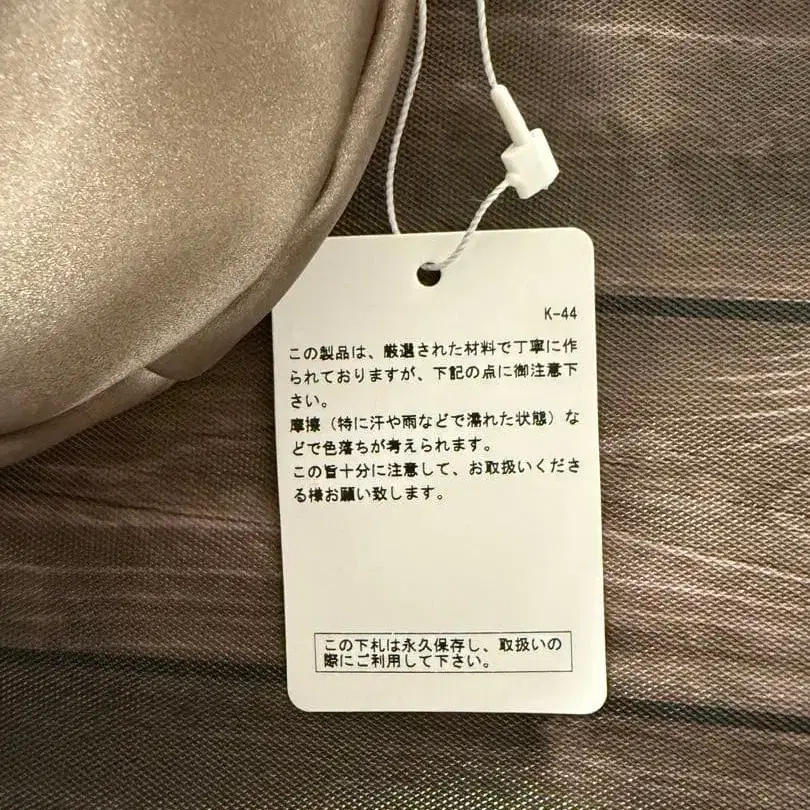 K-44
この製品は、厳選された材料で丁寧に作
られておりますが、下記の点に御注意下
さい。
摩擦（特に汗や雨などで濡れた状態）な
どで色落ちが考えられます。
この旨十分に注意して、お取扱いくださ
る様お願い致します。
この下札は永久保存し、取扱いの
際にご利用して下さい。